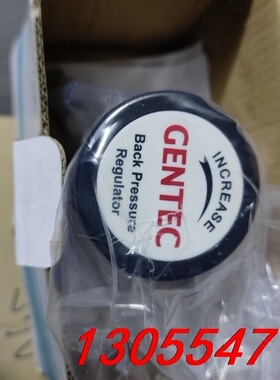 INCREASE
GENTEC
Back Pressure
Regulator
1305547